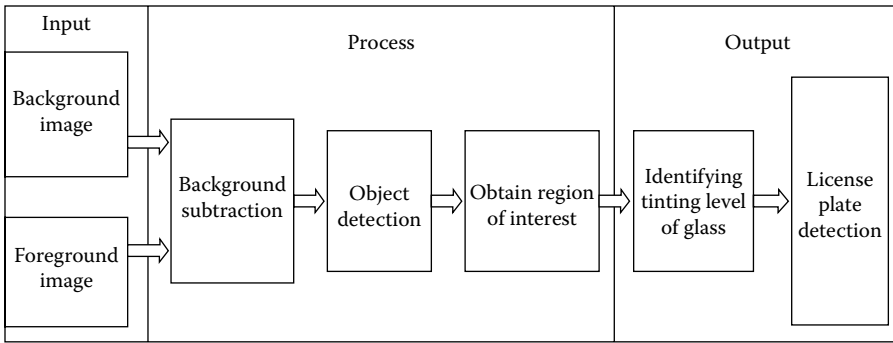 Input
Process
Output
Background
image
Foreground
image
Background
subtraction
Object
detection
Obtain region
of interest
Identifying
tinting level
of glass
License
plate
detection